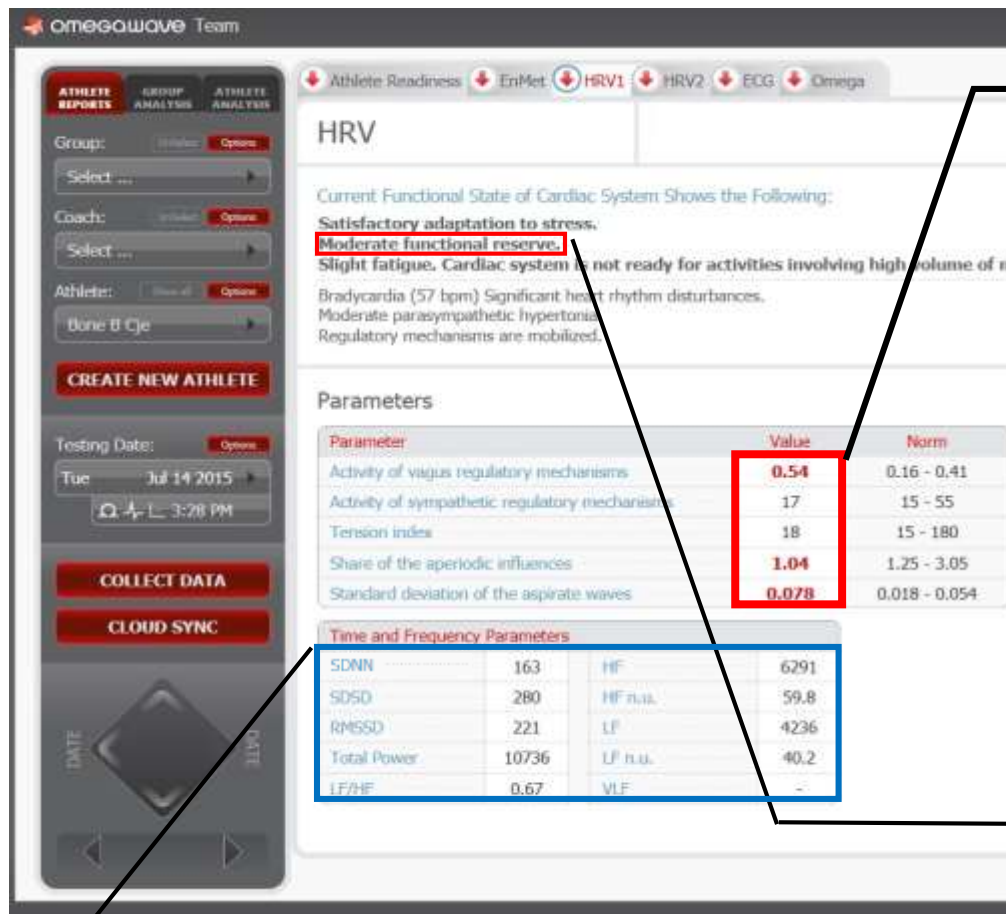 omegawave Team
ATHLETE REPORTS
GROUP ANALYSIS
ATHLETE ANALYSIS
Group:
Options
Select ...
Coach:
Options
Select ...
Athlete:
Options
Bone B Cje
CREATE NEW ATHLETE
Testing Date:
Options
Tue Jul 14 2015
Ω 3:28 PM
COLLECT DATA
CLOUD SYNC
DATE
DATE
Athlete Readiness EnMet HRV1 HRV2 ECG Omega
HRV
Current Functional State of Cardiac System Shows the Following:
Satisfactory adaptation to stress.
Moderate functional reserve.
Slight fatigue. Cardiac system is not ready for activities involving high volume of
Bradycardia (57 bpm) Significant heart rhythm disturbances.
Moderate parasympathetic hypertonia
Regulatory mechanisms are mobilized.
Parameters
Parameter Value Norm
Activity of vagus regulatory mechanisms 0.54 0.16 - 0.41
Activity of sympathetic regulatory mechanisms 17 15 - 55
Tension index 18 15 - 180
Share of the aperiodic influences 1.04 1.25 - 3.05
Standard deviation of the aspirate waves 0.078 0.018 - 0.054
Time and Frequency Parameters
SDNN 163 HF 6291
SDSD 280 HF n.u. 59.8
RMSSD 221 LF 4236
Total Power 10736 LF n.u. 40.2
LF/HF 0.67 VLF -